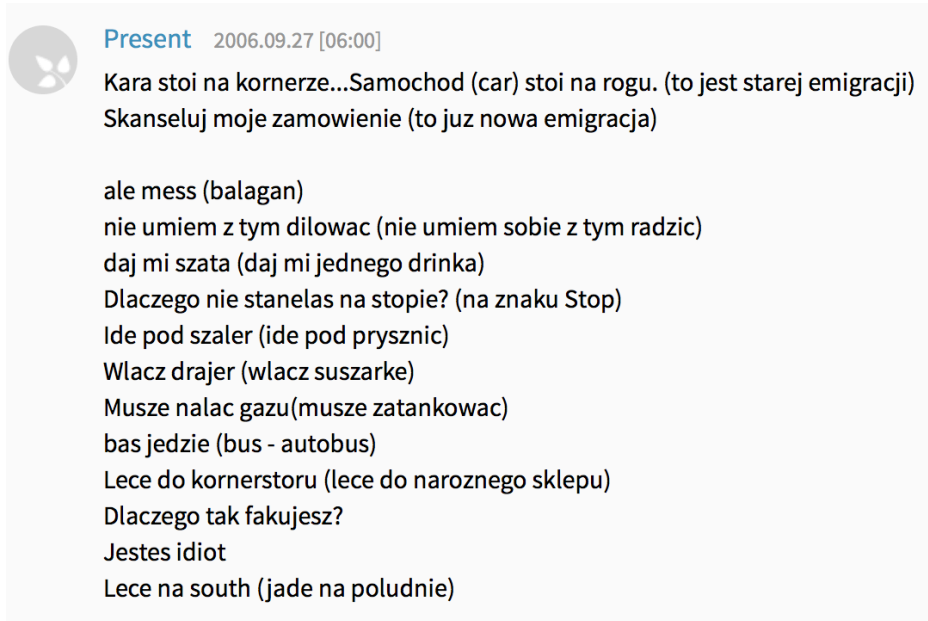 Present 2006.09.27 [06:00]
Kara stoi na kornerze...Samochod (car) stoi na rogu. (to jest starej emigracji)
Skanseluj moje zamowienie (to juz nowa emigracja)
ale mess (balagan)
nie umiem z tym dilowac (nie umiem sobie z tym radzic)
daj mi szata (daj mi jednego drinka)
Dlaczego nie stanelas na stopie? (na znaku Stop)
Ide pod szaler (ide pod prysznic)
Wlacz drajer (wlacz suszarke)
Musze nalac gazu(musze zatankowac)
bas jedzie (bus - autobus)
Lece do kornerstoru (lece do naroznego sklepu)
Dlaczego tak fakujesz?
Jestes idiot
Lece na south (jade na poludnie)